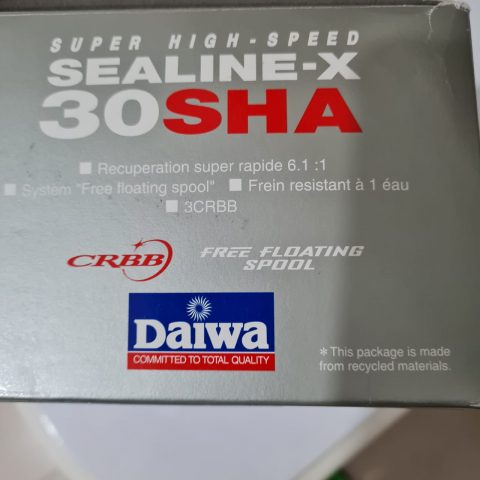 SUPER HIGH-SPEED
SEALINE-X
30SHA
■ Recuperation super rapide 6.1 :1
■ System "Free floating spool" ■ Frein resistant à 1 éau
■ 3CRBB
CRBB FREE FLOATING
SPOOL
Daiwa
COMMITTED TO TOTAL QUALITY
* This package is made
from recycled materials.